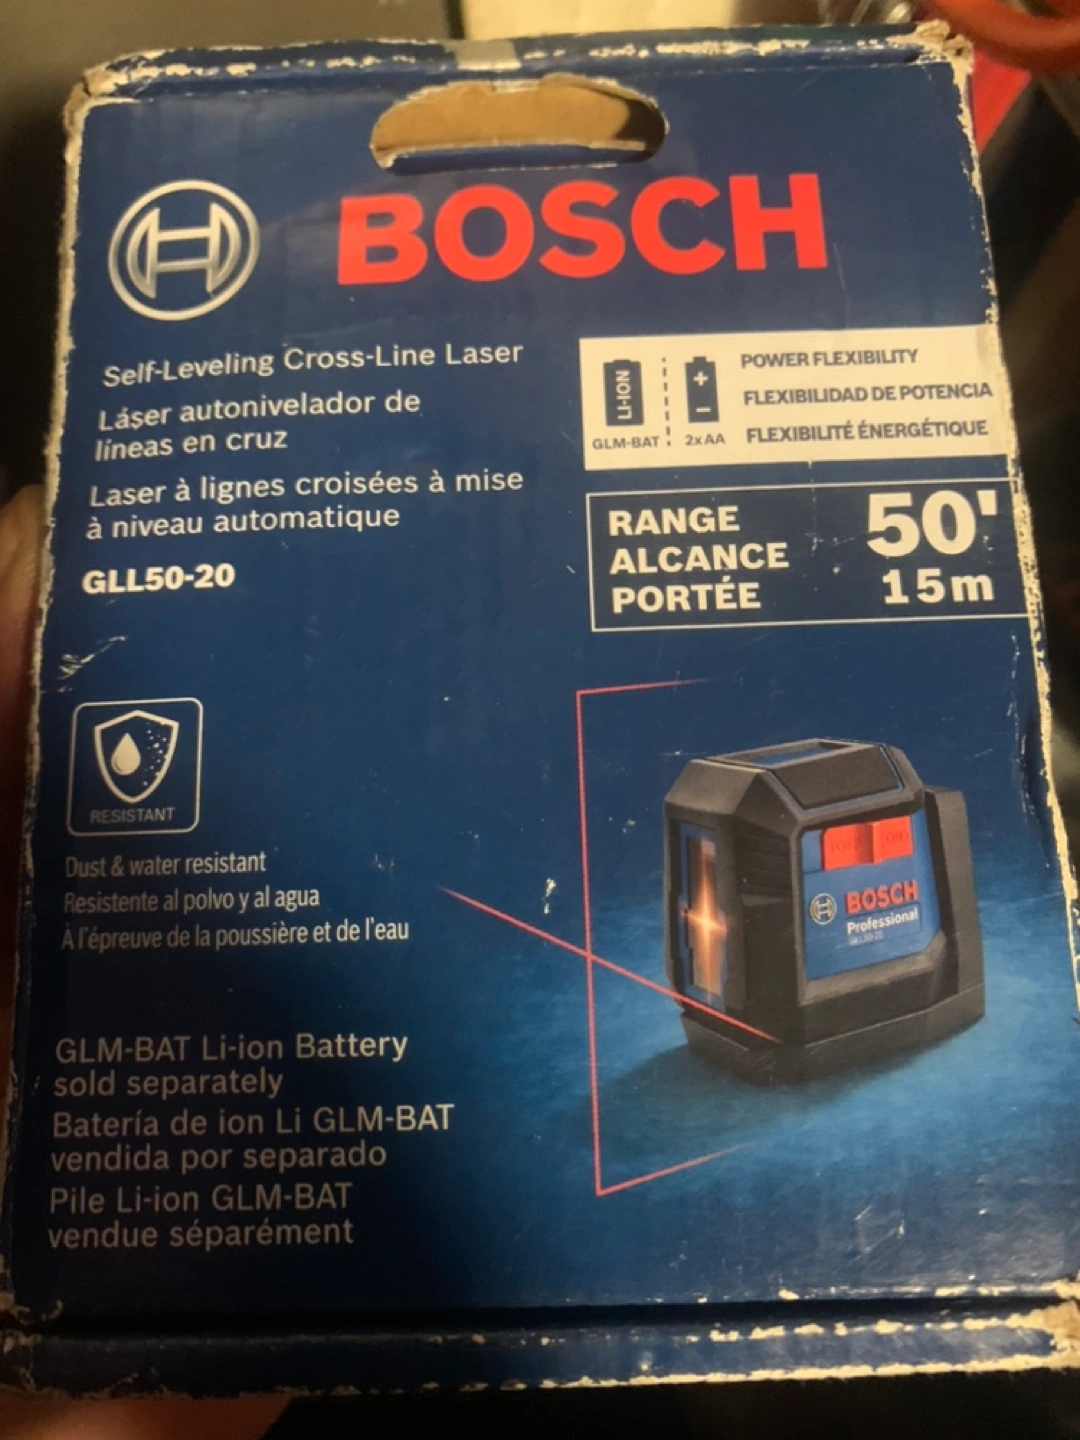 BOSCH
Self-Leveling Cross-Line Laser
Láser autonivelador de
líneas en cruz
Laser à lignes croisées à mise
à niveau automatique
GLL50-20
LI-ION
+
−
GLM-BAT
2xAA
POWER FLEXIBILITY
FLEXIBILIDAD DE POTENCIA
FLEXIBILITÉ ÉNERGÉTIQUE
RANGE
ALCANCE
PORTÉE
50'
15m
RESISTANT
Dust & water resistant
Resistente al polvo y al agua
À l'épreuve de la poussière et de l'eau
BOSCH
Professional
GLL50-20
GLM-BAT Li-ion Battery
sold separately
Batería de ion Li GLM-BAT
vendida por separado
Pile Li-ion GLM-BAT
vendue séparément